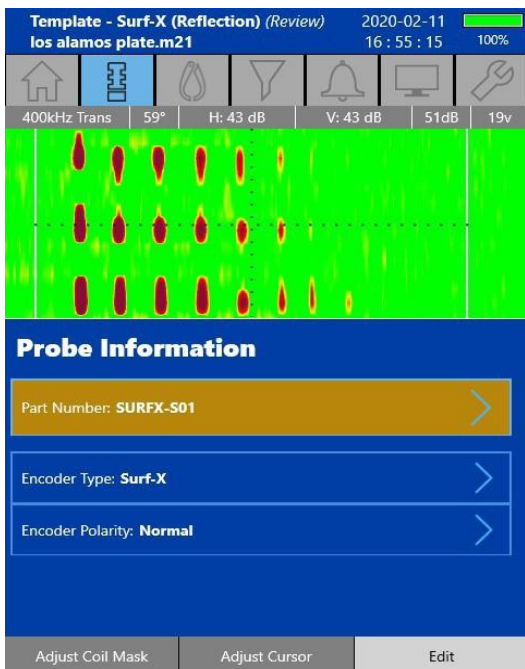 Template - Surf-X (Reflection) (Review) 2020-02-11
los alamos plate.m21 16 : 55 : 15 100%
400kHz Trans 59° H: 43 dB V: 43 dB 51dB 19v
Probe Information
Part Number: SURFX-S01
Encoder Type: Surf-X
Encoder Polarity: Normal
Adjust Coil Mask Adjust Cursor Edit